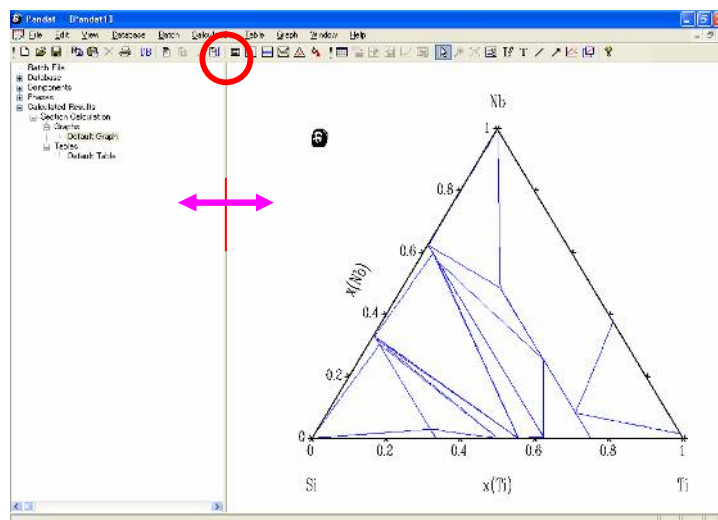 Pandat - [Pandat1]
File Edit View Database Batch Calculate Table Graph Window Help
Batch File
Database
Components
Phases
Calculated Results
Section Calculation
Graphs
Default Graph
Tables
Default Table
Nb
1
0.8
0.6
x(Nb)
0.4
0.2
0
0 0.2 0.4 0.6 0.8 1
Si x(Ti) Ti